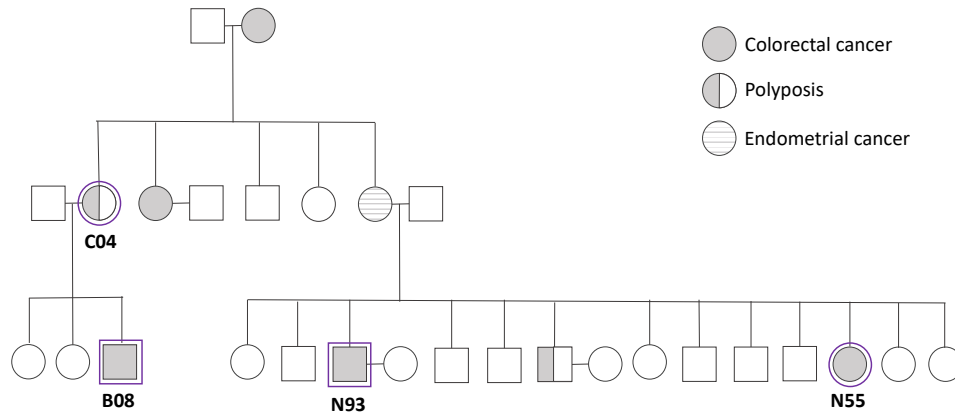 Colorectal cancer
Polyposis
Endometrial cancer
C04
B08
N93
N55